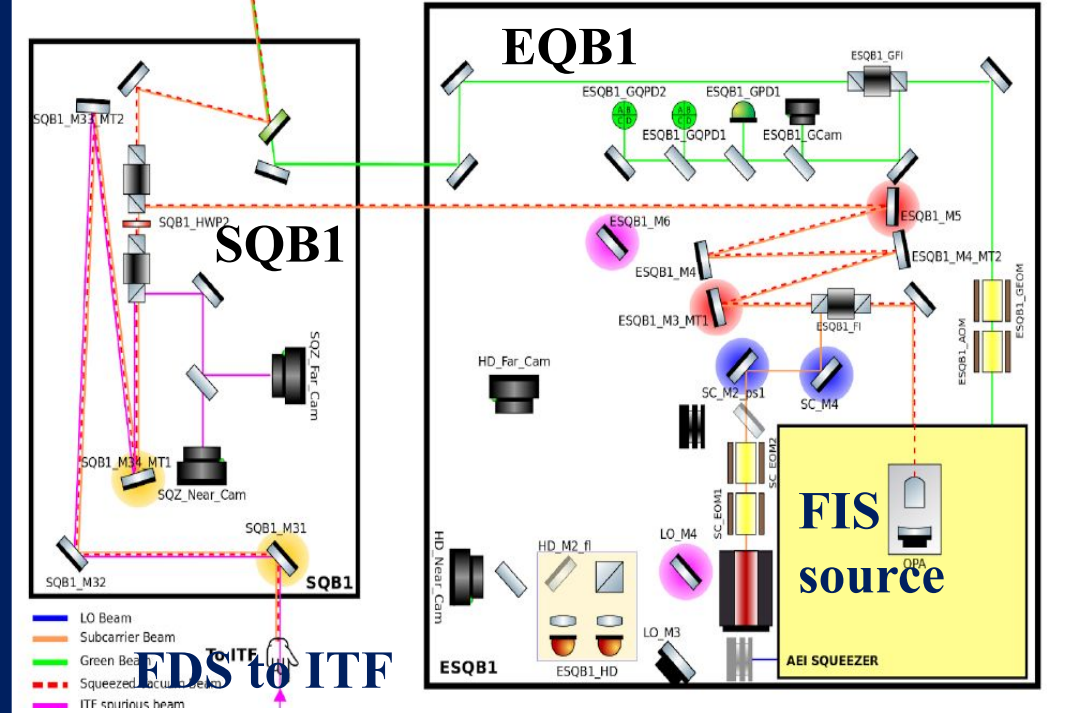 EQB1
ESQB1_GFI
ESQB1_GQPD2
ESQB1_GPD1
SQB1_M33_MT2
ESQB1_GQPD1
ESQB1_GCam
SQB1_HWP2
ESQB1_M6
ESQB1_M5
SQB1
ESQB1_M4
ESQB1_M4_MT2
ESQB1_GEOM
ESQB1_AOM
ESQB1_M3_MT1
ESQB1_FI
SQZ_Far_Cam
HD_Far_Cam
SC_M2_ps1
SC_M4
SQB1_M34_MT1
SC_EOM2
SQZ_Near_Cam
SC_EOM1
FIS
source
OPA
SQB1_M31
HD_Near_Cam
HD_M2_fl
LO_M4
SQB1_M32
SQB1
LO Beam
Subcarrier Beam
Green Beam
To ITF
Squeezed Vacuum Beam
ITF spurious beam
FDS to ITF
LO_M3
ESQB1
ESQB1_HD
AEI SQUEEZER
A B
C D
A B
C D